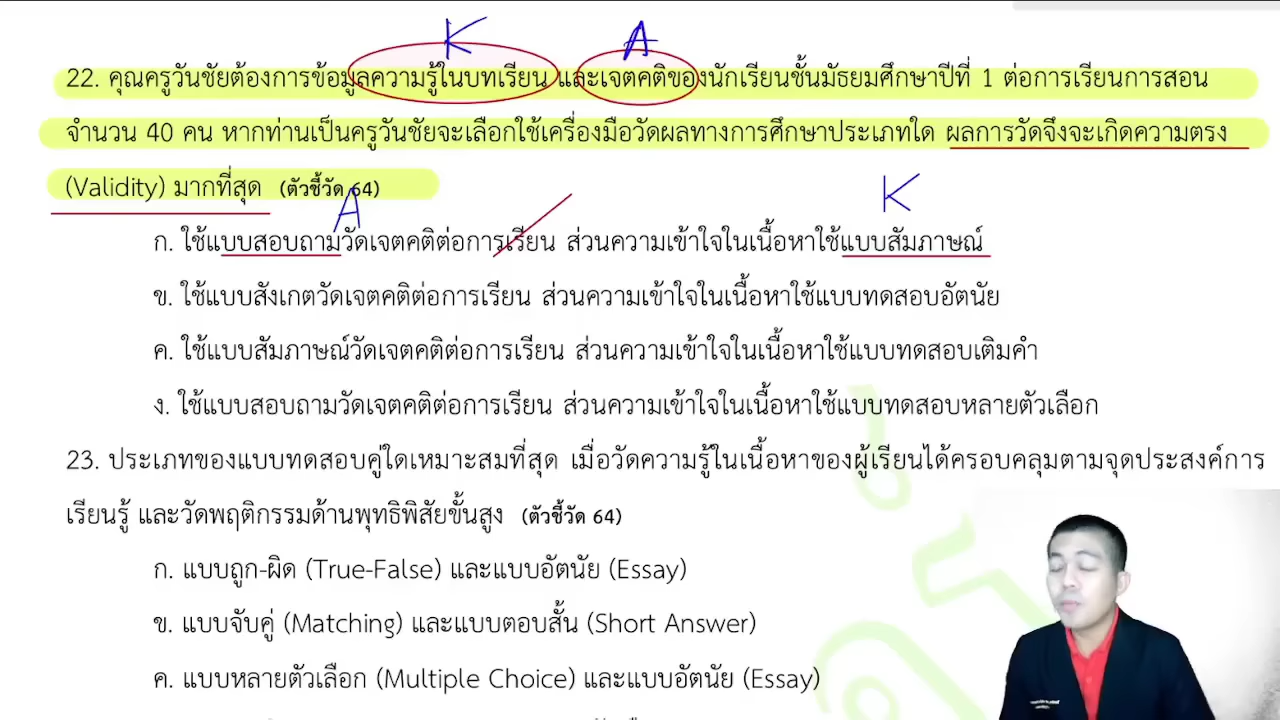 K A
22. คุณครูวันชัยต้องการข้อมูลความรู้ในบทเรียน และเจตคติของนักเรียนชั้นมัธยมศึกษาปีที่ 1 ต่อการเรียนการสอน
จำนวน 40 คน หากท่านเป็นครูวันชัยจะเลือกใช้เครื่องมือวัดผลทางการศึกษาประเภทใด ผลการวัดจึงจะเกิดความตรง
(Validity) มากที่สุด (ตัวชี้วัด 64)
A K
ก. ใช้แบบสอบถามวัดเจตคติต่อการเรียน ส่วนความเข้าใจในเนื้อหาใช้แบบสัมภาษณ์
ข. ใช้แบบสังเกตวัดเจตคติต่อการเรียน ส่วนความเข้าใจในเนื้อหาใช้แบบทดสอบอัตนัย
ค. ใช้แบบสัมภาษณ์วัดเจตคติต่อการเรียน ส่วนความเข้าใจในเนื้อหาใช้แบบทดสอบเติมคำ
ง. ใช้แบบสอบถามวัดเจตคติต่อการเรียน ส่วนความเข้าใจในเนื้อหาใช้แบบทดสอบหลายตัวเลือก
23. ประเภทของแบบทดสอบคู่ใดเหมาะสมที่สุด เมื่อวัดความรู้ในเนื้อหาของผู้เรียนได้ครอบคลุมตามจุดประสงค์การ
เรียนรู้ และวัดพฤติกรรมด้านพุทธิพิสัยขั้นสูง (ตัวชี้วัด 64)
ก. แบบถูก-ผิด (True-False) และแบบอัตนัย (Essay)
ข. แบบจับคู่ (Matching) และแบบตอบสั้น (Short Answer)
ค. แบบหลายตัวเลือก (Multiple Choice) และแบบอัตนัย (Essay)